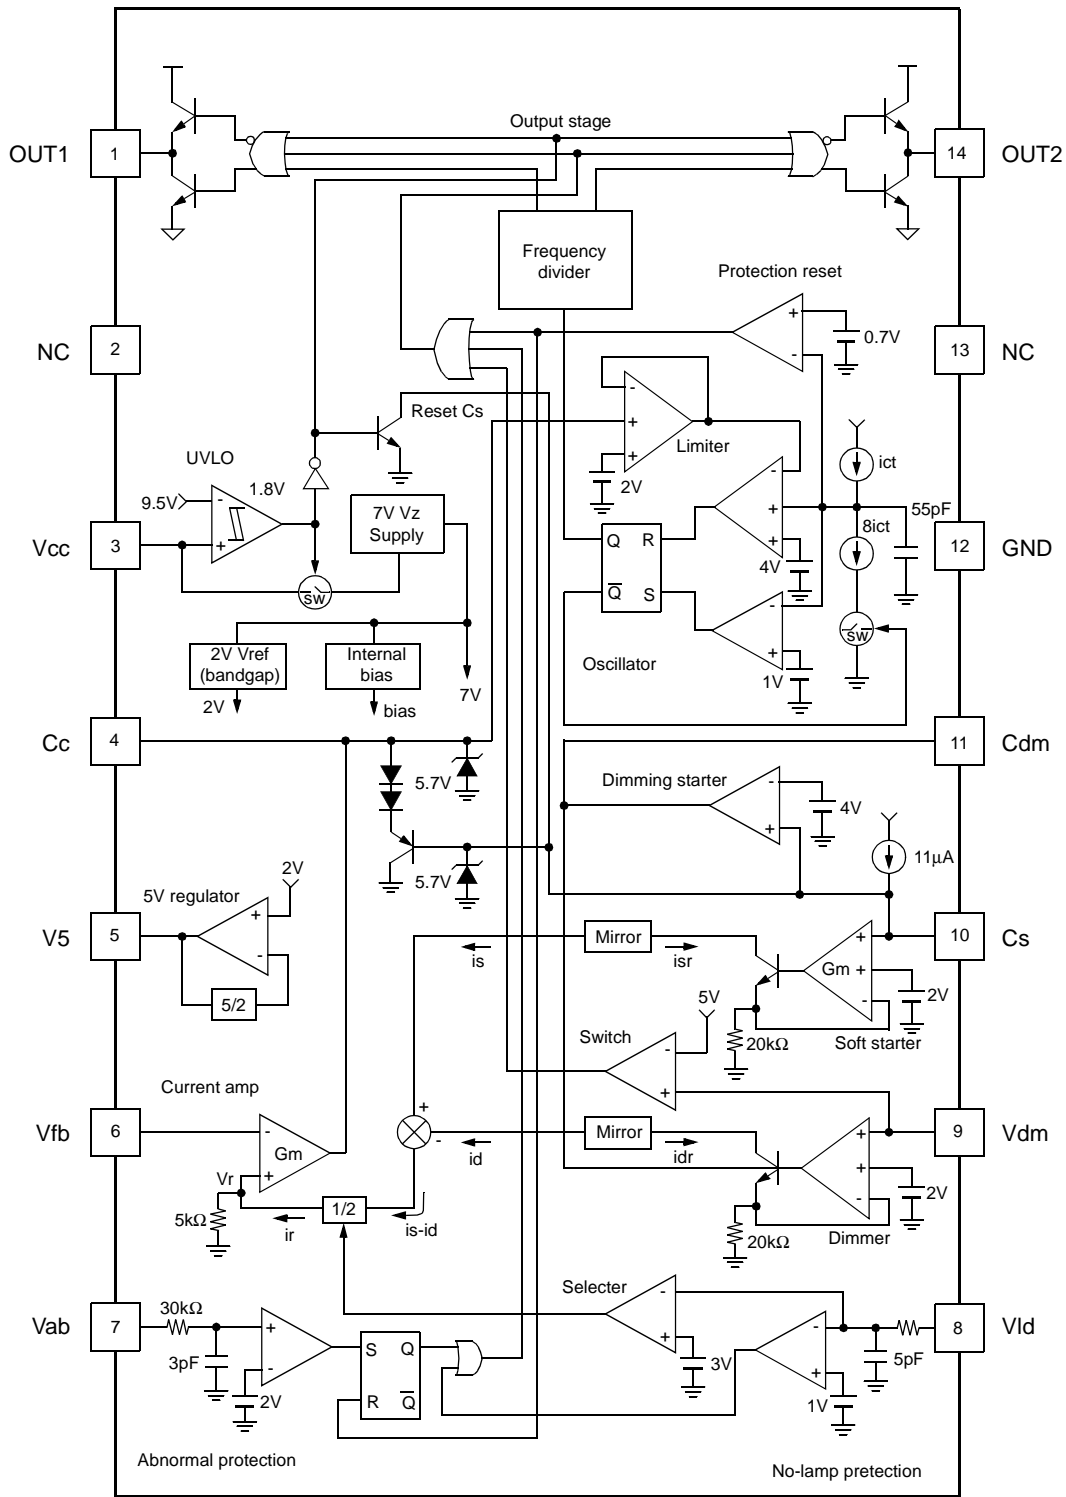 Output stage
OUT1
1
14
OUT2
Frequency
divider
Protection reset
+
-
0.7V
NC
2
13
NC
Reset Cs
-
+
+
Limiter
2V
ict
UVLO
1.8V
9.5V
-
+
7V Vz
Supply
-
+
+
4V
55pF
8ict
Vcc
3
12
GND
Q
R
Q
S
SW
SW
-
+
1V
Oscillator
2V Vref
(bandgap)
Internal
bias
2V
bias
7V
Cc
4
11
Cdm
5.7V
Dimming starter
-
+
4V
11μA
5.7V
2V
5V regulator
+
-
5/2
V5
5
10
Cs
is
Mirror
isr
+
Gm
+
-
2V
20kΩ
Soft starter
5V
Switch
-
+
Current amp
Vfb
6
9
Vdm
-
Gm
+
Vr
5kΩ
ir
1/2
is-id
+
-
id
Mirror
idr
+
+
-
2V
20kΩ
Dimmer
Selecter
-
+
3V
Vab
7
8
Vld
30kΩ
3pF
+
-
2V
S
Q
R
Q
-
+
1V
5pF
Abnormal protection
No-lamp pretection